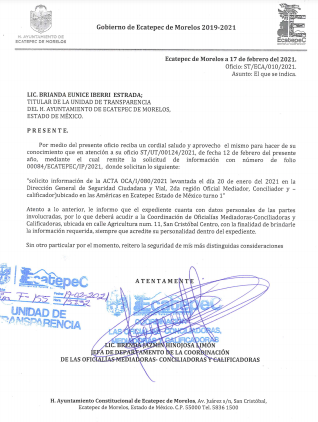 H. AYUNTAMIENTO DE
ECATEPEC DE MORELOS
Gobierno de Ecatepec de Morelos 2019-2021
Ecatepec
Ecatepec de Morelos a 17 de febrero del 2021.
Oficio: ST/ECA/010/2021.
Asunto: El que se indica.
LIC. BRIANDA EUNICE IBERRI ESTRADA;
TITULAR DE LA UNIDAD DE TRANSPARENCIA
DEL H. AYUNTAMIENTO DE ECATEPEC DE MORELOS,
ESTADO DE MÉXICO.
P R E S E N T E.
Por medio del presente oficio reciba un cordial saludo y aprovecho el mismo para hacer de su
conocimiento que en atención a su oficio ST/UT/00124/2021, de fecha 12 de febrero del presente
año, mediante el cual remite la solicitud de información con número de folio
00084/ECATEPEC/IP/2021, donde solicitan lo siguiente:
"solicito información de la ACTA OCA/I/080/2021 levantada el día 20 de enero del 2021 en la
Dirección General de Seguridad Ciudadana y Vial, 2da región Oficial Mediador, Conciliador y –
calificador)ubicado en las Américas en Ecatepec Estado de México turno 1"
Atento a lo anterior, le informo que el expediente cuenta con datos personales de las partes
involucradas, por lo que deberá acudir a la Coordinación de Oficialías Mediadoras-Conciliadoras y
Calificadoras, ubicada en calle Agricultura num. 11, San Cristóbal Centro, con la finalidad de brindarle
la información requerida, siempre que acredite su personalidad dentro del expediente.
Sin otro particular por el momento, reitero la seguridad de mis más distinguidas consideraciones
A T E N T A M E N T E
Ecatepec
UNIDAD DE
TRANSPARENCIA
Ecatepec
LAS OFICIALÍAS
LIC. BRENDA JAZMIN HINOJOSA LIMÓN
JEFA DE DEPARTAMENTO DE LA COORDINACIÓN
DE LAS OFICIALÍAS MEDIADORAS- CONCILIADORAS Y CALIFICADORAS
H. Ayuntamiento Constitucional de Ecatepec de Morelos, Av. Juárez s/n, San Cristóbal,
Ecatepec de Morelos, Estado de México. C.P. 55000 Tel. 5836 1500